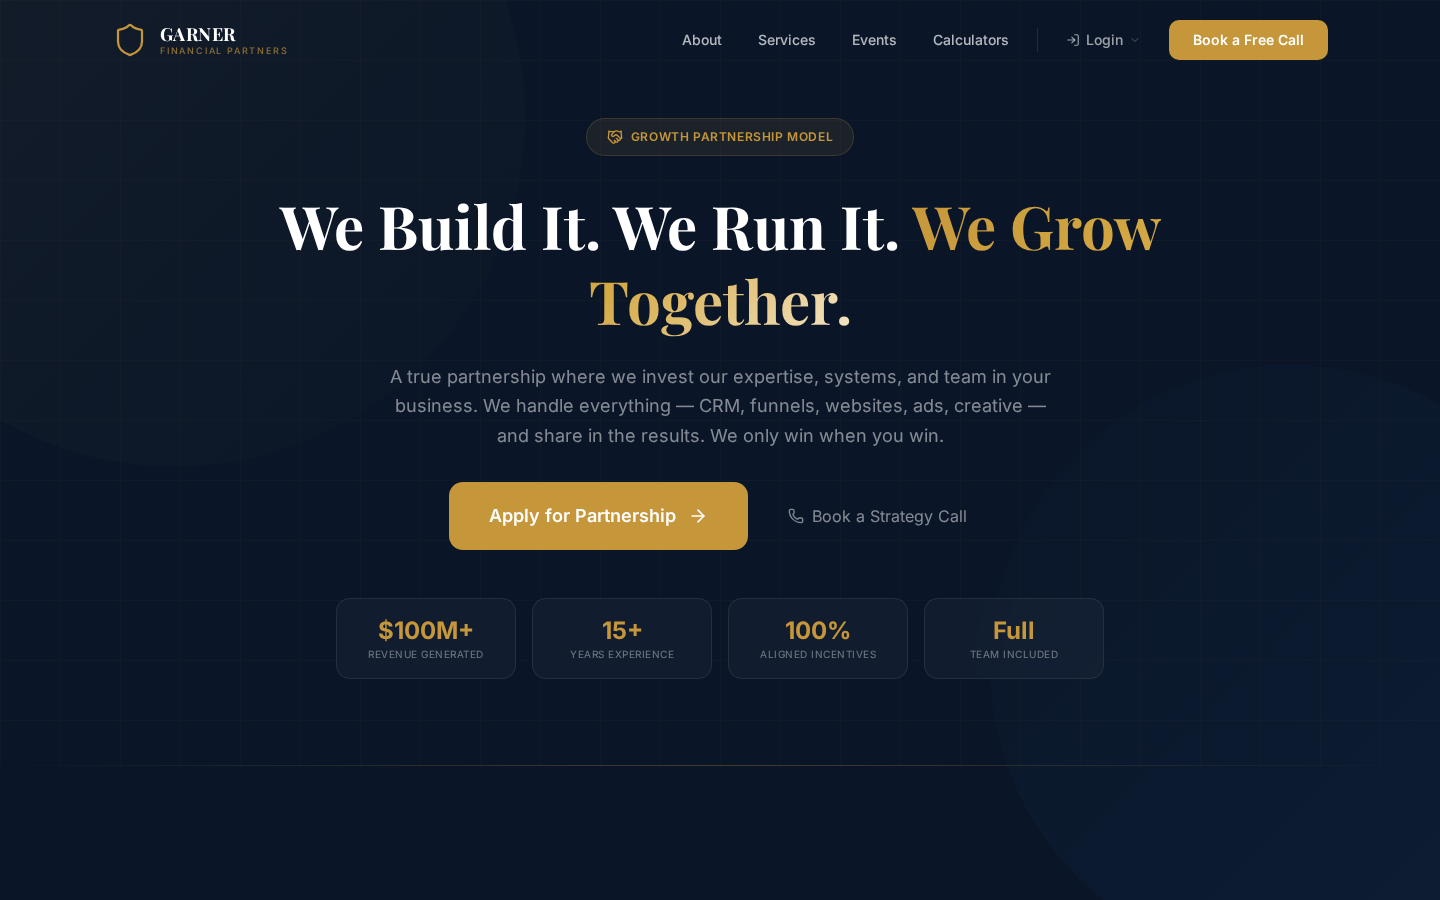 GARNER
FINANCIAL PARTNERS
About
Services
Events
Calculators
Login
Book a Free Call
GROWTH PARTNERSHIP MODEL
We Build It. We Run It. We Grow
Together.
A true partnership where we invest our expertise, systems, and team in your
business. We handle everything — CRM, funnels, websites, ads, creative —
and share in the results. We only win when you win.
Apply for Partnership
Book a Strategy Call
$100M+
REVENUE GENERATED
15+
YEARS EXPERIENCE
100%
ALIGNED INCENTIVES
Full
TEAM INCLUDED